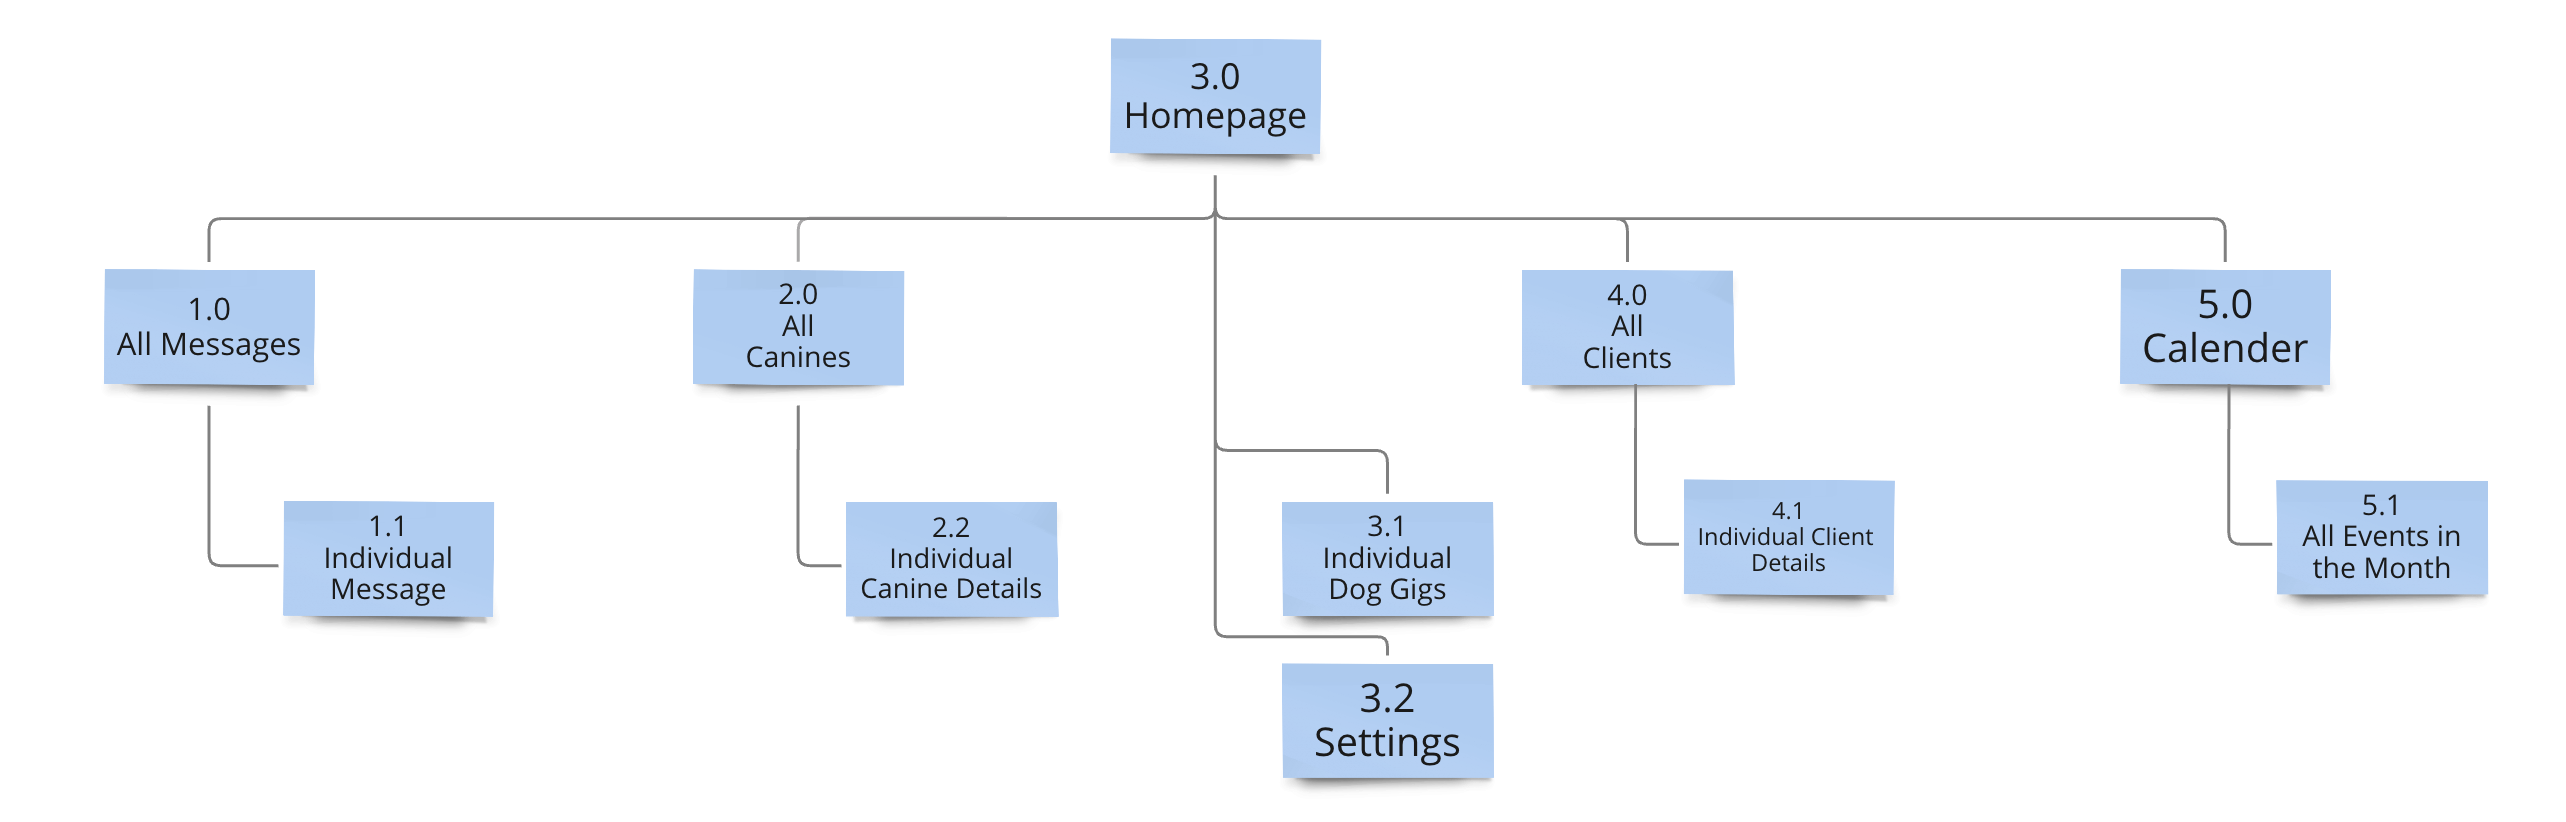 3.0
Homepage
1.0
All Messages
2.0
All
Canines
4.0
All
Clients
5.0
Calender
1.1
Individual
Message
2.2
Individual
Canine Details
3.1
Individual
Dog Gigs
4.1
Individual Client
Details
5.1
All Events in
the Month
3.2
Settings